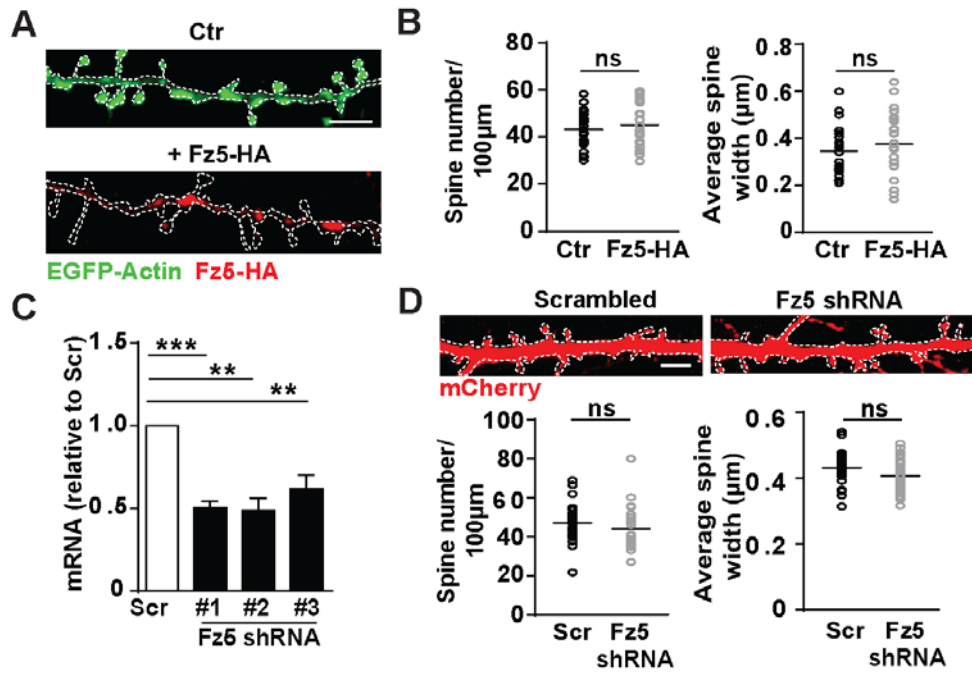 A
Ctr
+ Fz5-HA
EGFP-Actin Fz5-HA
B
Spine number/
100μm
80
60
40
20
0
ns
Ctr Fz5-HA
Average spine
width (μm)
0.8
0.6
0.4
0.2
0
ns
Ctr Fz5-HA
C
mRNA (relative to Scr)
1.5
1.0
0.5
0
***
**
**
Scr #1 #2 #3
Fz5 shRNA
D
Scrambled Fz5 shRNA
mCherry
Spine number/
100μm
100
80
60
40
20
0
ns
Scr Fz5
shRNA
Average spine
width (μm)
0.6
0.4
0.2
0
ns
Scr Fz5
shRNA